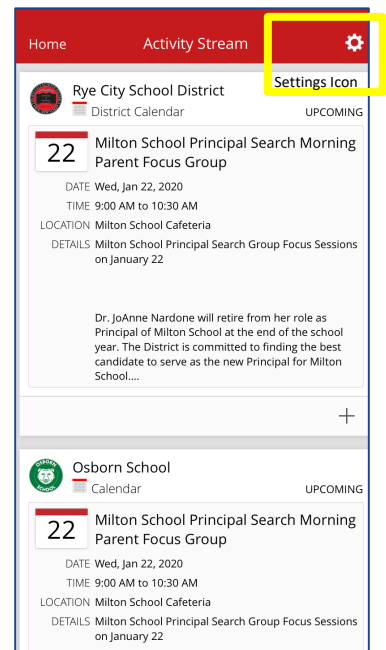 Home Activity Stream
Settings Icon
Rye City School District
District Calendar UPCOMING
22
Milton School Principal Search Morning
Parent Focus Group
DATE Wed, Jan 22, 2020
TIME 9:00 AM to 10:30 AM
LOCATION Milton School Cafeteria
DETAILS Milton School Principal Search Group Focus Sessions
on January 22
Dr. JoAnne Nardone will retire from her role as
Principal of Milton School at the end of the school
year. The District is committed to finding the best
candidate to serve as the new Principal for Milton
School....
OSBORN
SCHOOL
Osborn School
Calendar UPCOMING
22
Milton School Principal Search Morning
Parent Focus Group
DATE Wed, Jan 22, 2020
TIME 9:00 AM to 10:30 AM
LOCATION Milton School Cafeteria
DETAILS Milton School Principal Search Group Focus Sessions
on January 22